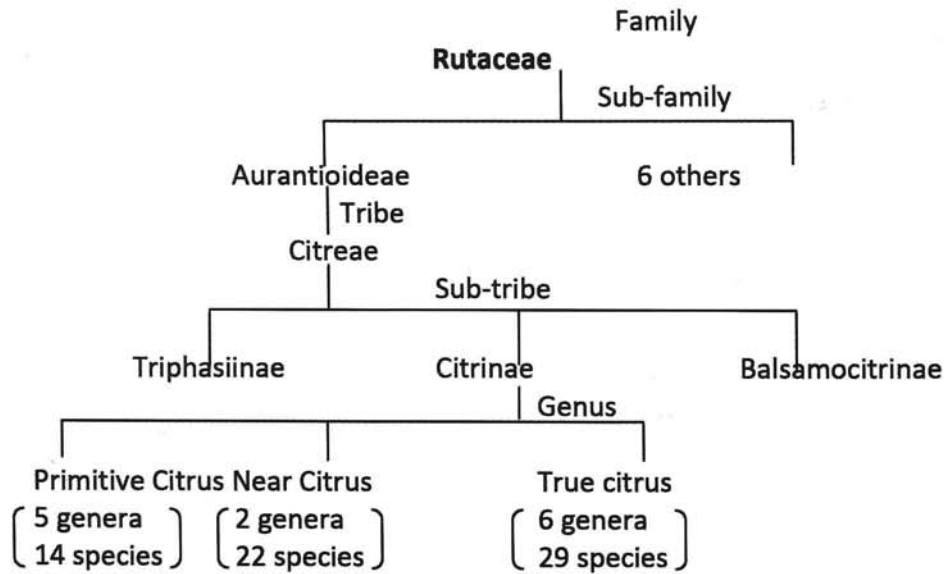 Family
Rutaceae
Sub-family
Aurantioideae 6 others
Tribe
Citreae
Sub-tribe
Triphasiinae Citrinae Balsamocitrinae
Genus
Primitive Citrus Near Citrus True citrus
5 genera 2 genera 6 genera
14 species 22 species 29 species